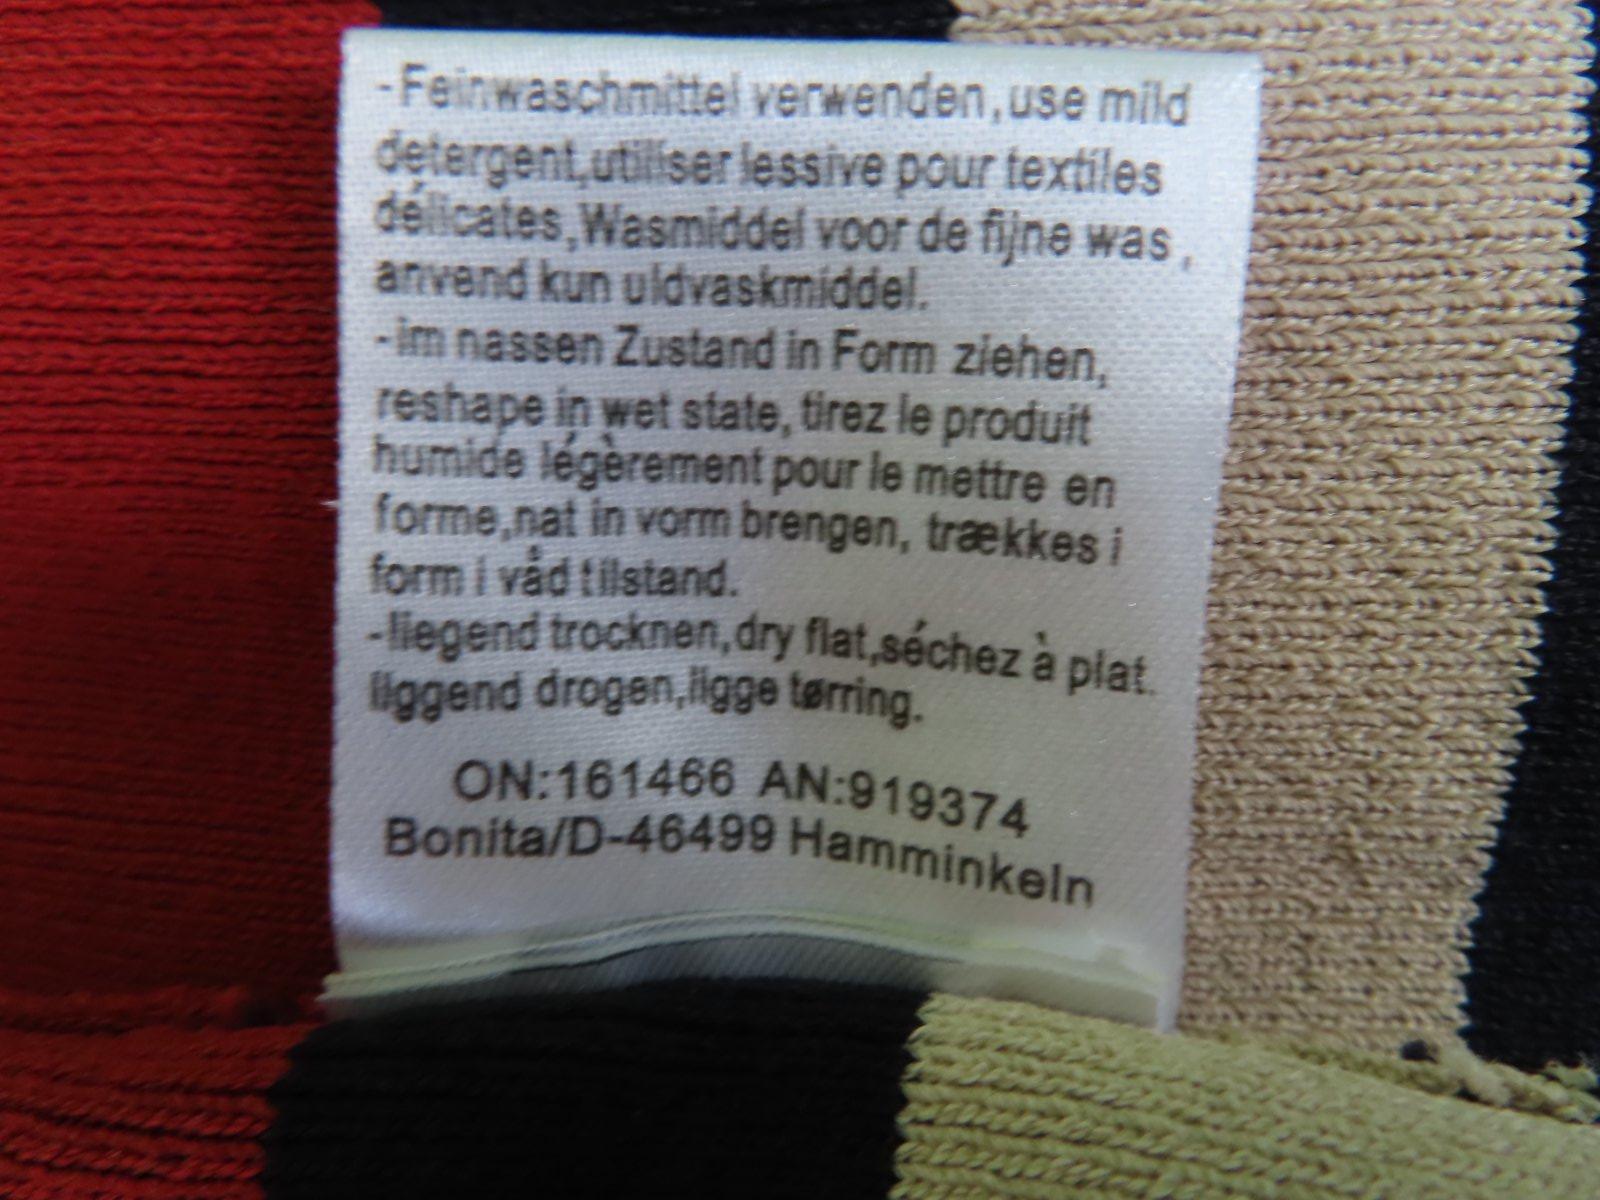 -Feinwaschmittel verwenden,use mild
detergent,utiliser lessive pour textiles
délicates,Wasmiddel voor de fijne was,
anvend kun uldvaskmiddel.
-im nassen Zustand in Form ziehen,
reshape in wet state, tirez le produit
humide légèrement pour le mettre en
forme,nat in vorm brengen, trækkes i
form i våd tilstand.
-liegend trocknen,dry flat,séchez à plat.
liggend drogen,ligge tørring.
ON:161466 AN:919374
Bonita/D-46499 Hamminkeln